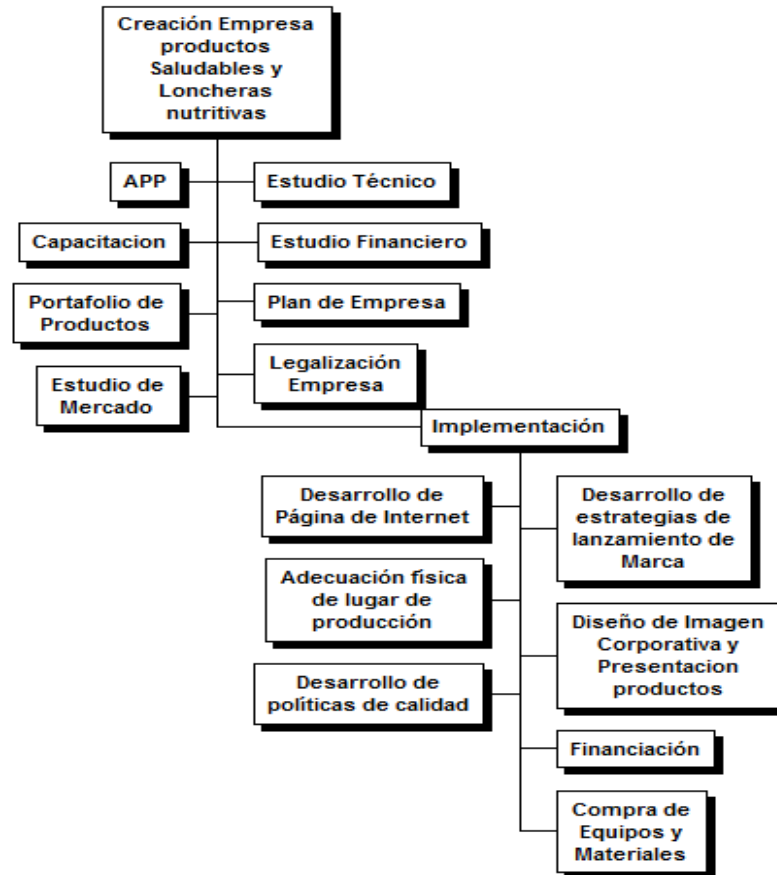 Creación Empresa
productos
Saludables y
Loncheras
nutritivas
APP
Estudio Técnico
Capacitacion
Estudio Financiero
Portafolio de
Productos
Plan de Empresa
Estudio de
Mercado
Legalización
Empresa
Implementación
Desarrollo de
Página de Internet
Desarrollo de
estrategias de
lanzamiento de
Marca
Adecuación física
de lugar de
producción
Diseño de Imagen
Corporativa y
Presentacion
productos
Desarrollo de
políticas de calidad
Financiación
Compra de
Equipos y
Materiales